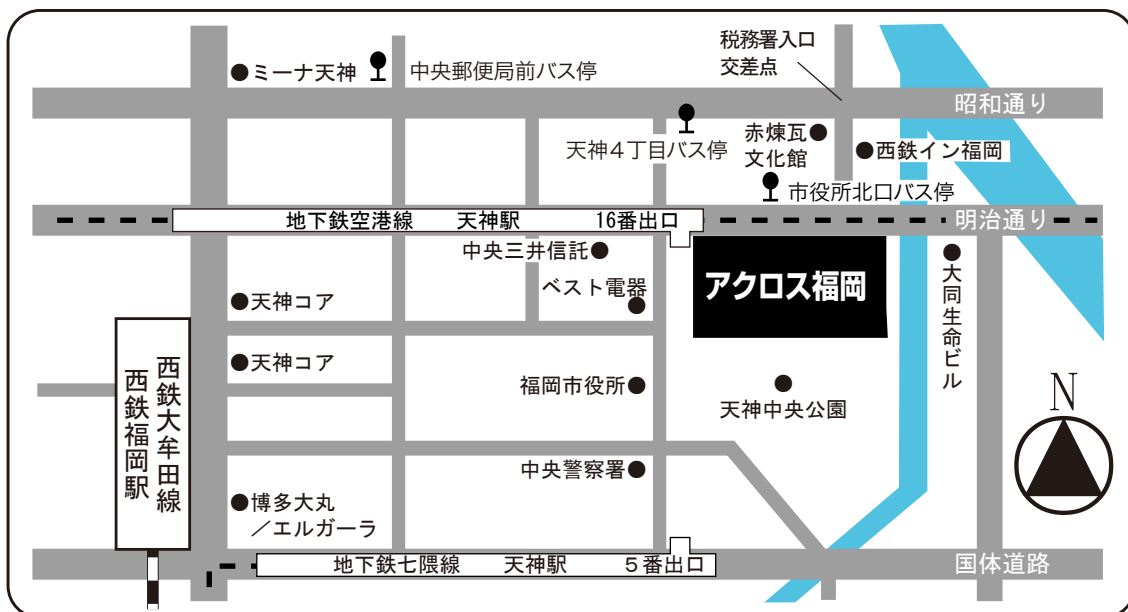 税務署入口
交差点
ミーナ天神
中央郵便局前バス停
昭和通り
天神4丁目バス停
赤煉瓦
文化館
西鉄イン福岡
市役所北口バス停
地下鉄空港線　天神駅　16番出口
明治通り
中央三井信託
ベスト電器
アクロス福岡
大同生命ビル
天神コア
天神コア
西鉄大牟田線
西鉄福岡駅
福岡市役所
天神中央公園
N
中央警察署
博多大丸
／エルガーラ
地下鉄七隈線　天神駅　5番出口
国体道路